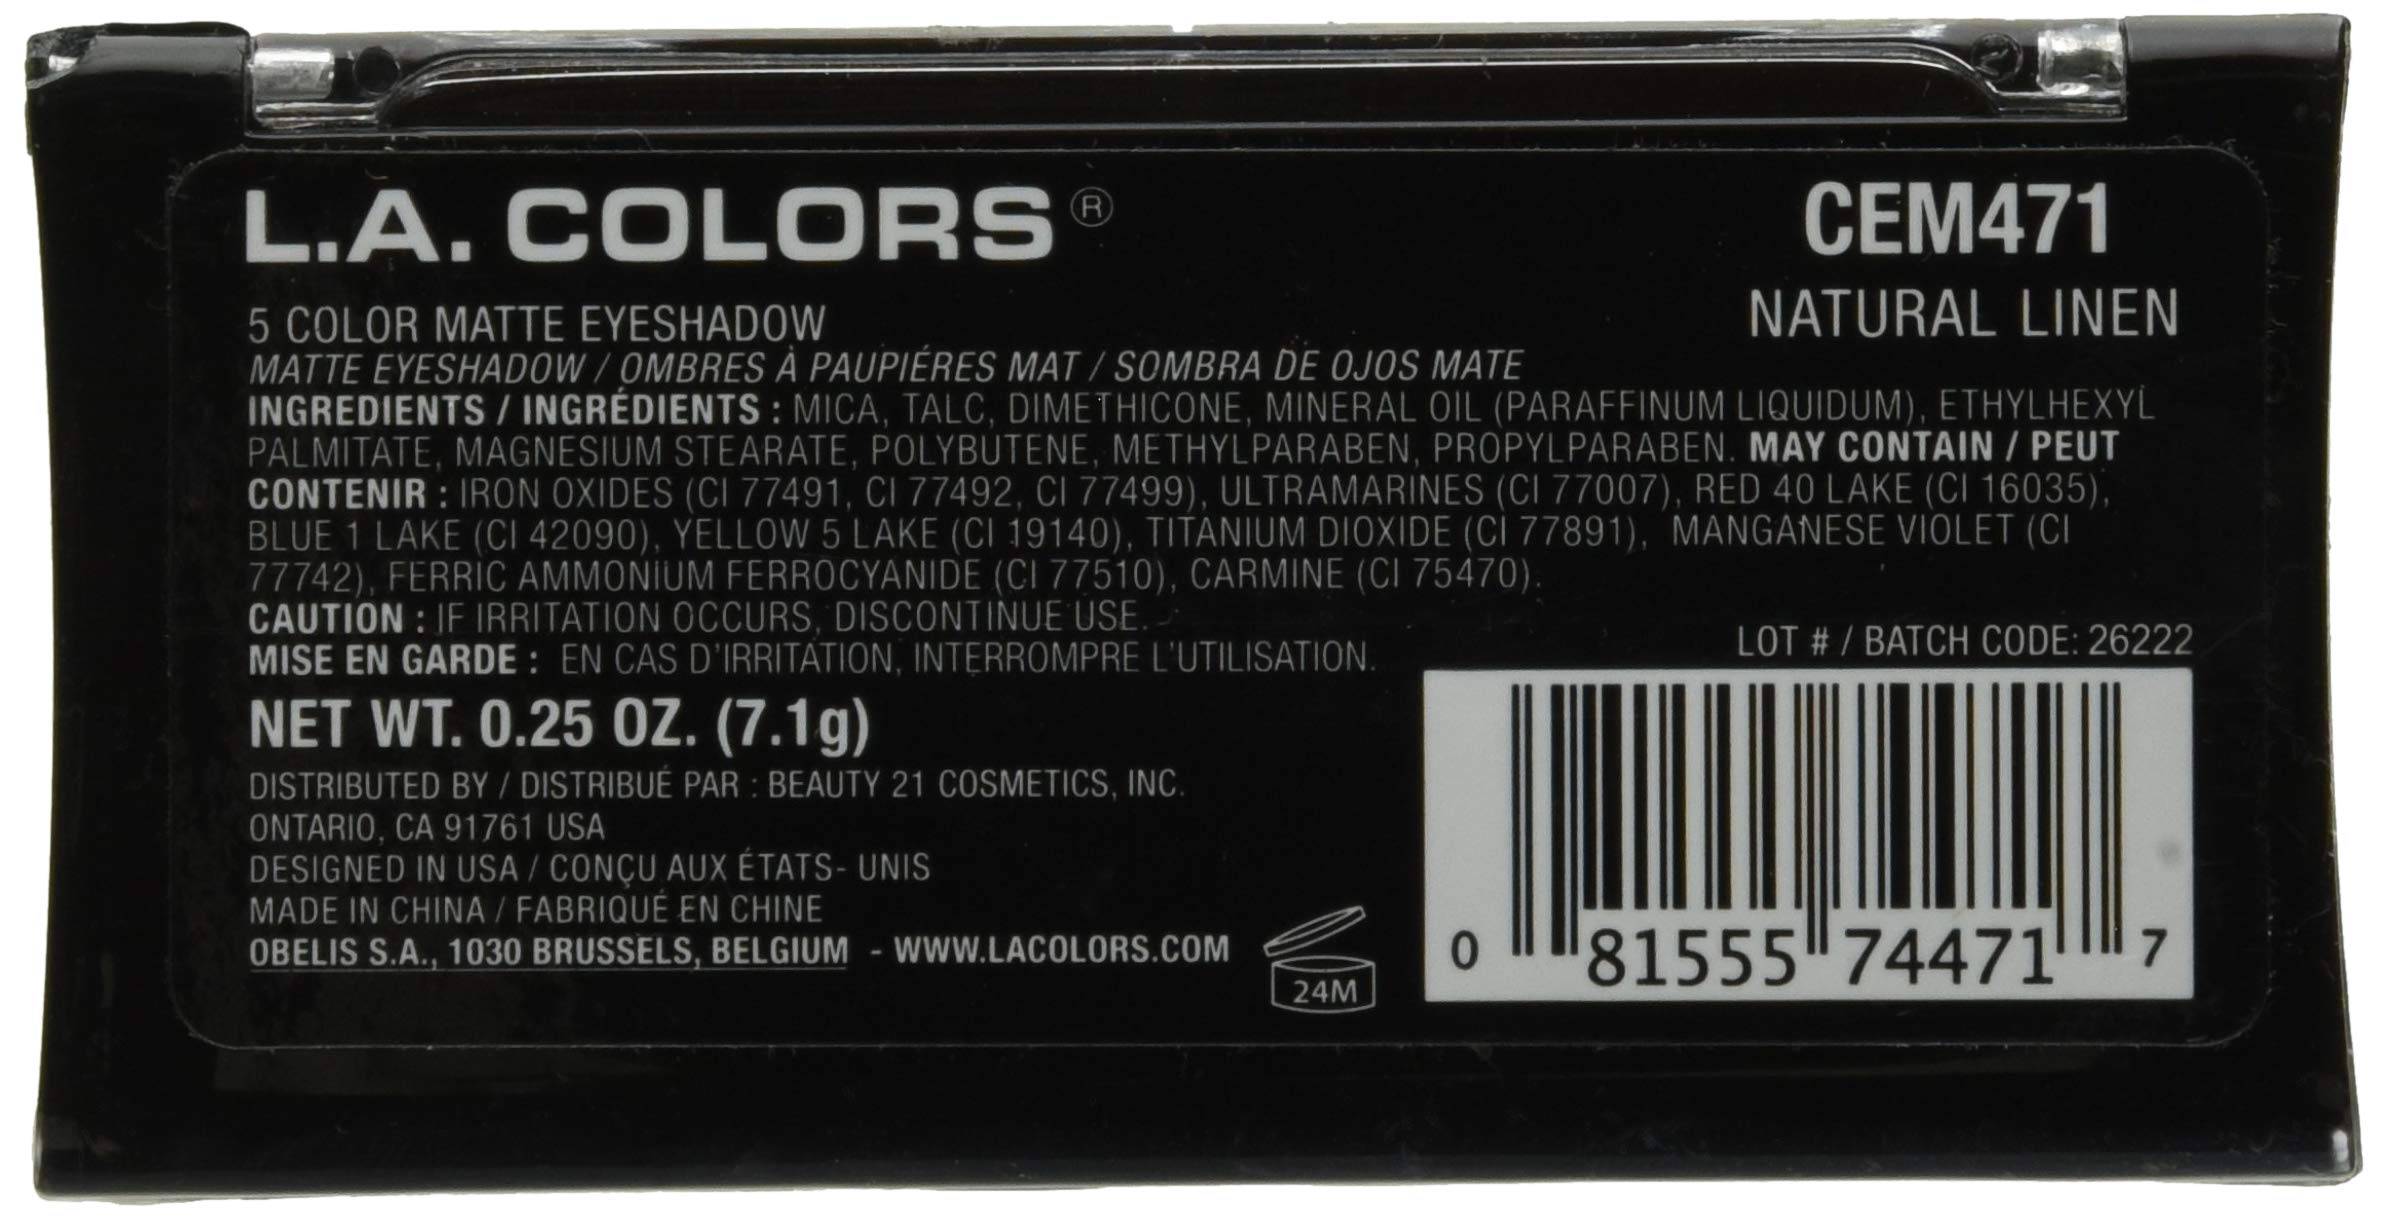 L.A. COLORS®
CEM471
NATURAL LINEN
5 COLOR MATTE EYESHADOW
MATTE EYESHADOW / OMBRES À PAUPIÉRES MAT / SOMBRA DE OJOS MATE
INGREDIENTS / INGRÉDIENTS : MICA, TALC, DIMETHICONE, MINERAL OIL (PARAFFINUM LIQUIDUM), ETHYLHEXYL
PALMITATE, MAGNESIUM STEARATE, POLYBUTENE, METHYLPARABEN, PROPYLPARABEN. MAY CONTAIN / PEUT
CONTENIR : IRON OXIDES (CI 77491, CI 77492, CI 77499), ULTRAMARINES (CI 77007), RED 40 LAKE (CI 16035),
BLUE 1 LAKE (CI 42090), YELLOW 5 LAKE (CI 19140), TITANIUM DIOXIDE (CI 77891), MANGANESE VIOLET (CI
77742), FERRIC AMMONIUM FERROCYANIDE (CI 77510), CARMINE (CI 75470).
CAUTION : IF IRRITATION OCCURS, DISCONTINUE USE.
MISE EN GARDE : EN CAS D'IRRITATION, INTERROMPRE L'UTILISATION.
NET WT. 0.25 OZ. (7.1g)
DISTRIBUTED BY / DISTRIBUÉ PAR : BEAUTY 21 COSMETICS, INC.
ONTARIO, CA 91761 USA
DESIGNED IN USA / CONÇU AUX ÉTATS- UNIS
MADE IN CHINA / FABRIQUÉ EN CHINE
OBELIS S.A., 1030 BRUSSELS, BELGIUM - WWW.LACOLORS.COM
24M
LOT # / BATCH CODE: 26222
0 81555 74471 7